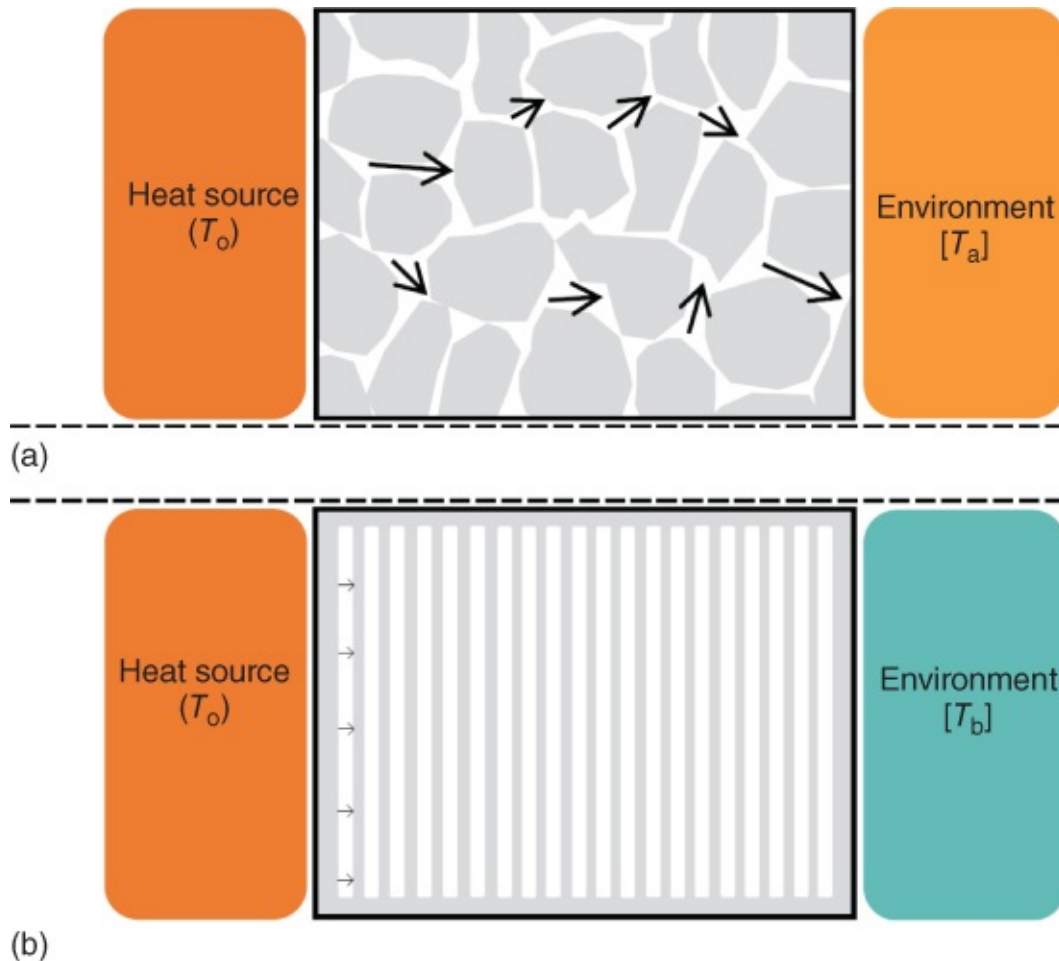 Heat source
(To)
Environment
[Ta]
(a)
Heat source
(To)
Environment
[Tb]
(b)